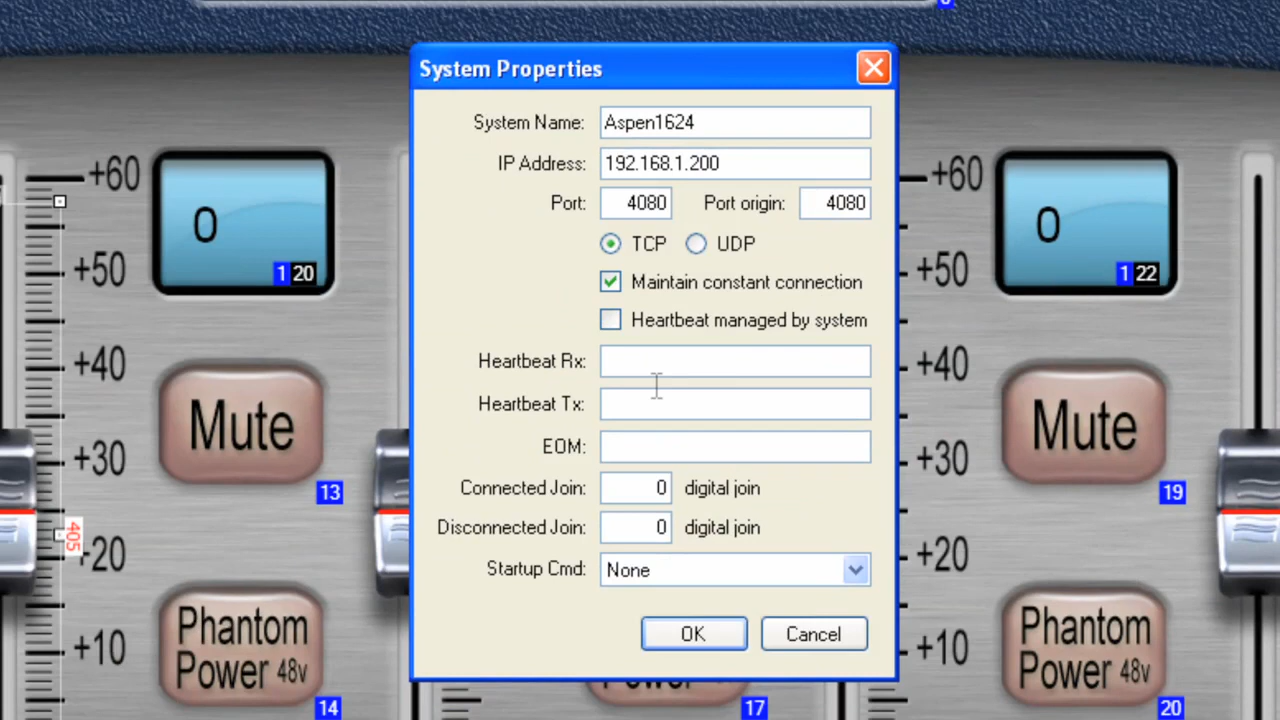 System Properties
System Name: Aspen1624
IP Address: 192.168.1.200
Port: 4080 Port origin: 4080
TCP UDP
Maintain constant connection
Heartbeat managed by system
Heartbeat Rx:
Heartbeat Tx:
EOM:
Connected Join: 0 digital join
Disconnected Join: 0 digital join
Startup Cmd: None
OK Cancel
+60
+50
+40
+30
+20
+10
0
1 20
Mute
13
405
Phantom
Power 48v
14
Power
17
+60
+50
+40
+30
+20
+10
0
1 22
Mute
19
Phantom
Power 48v
20